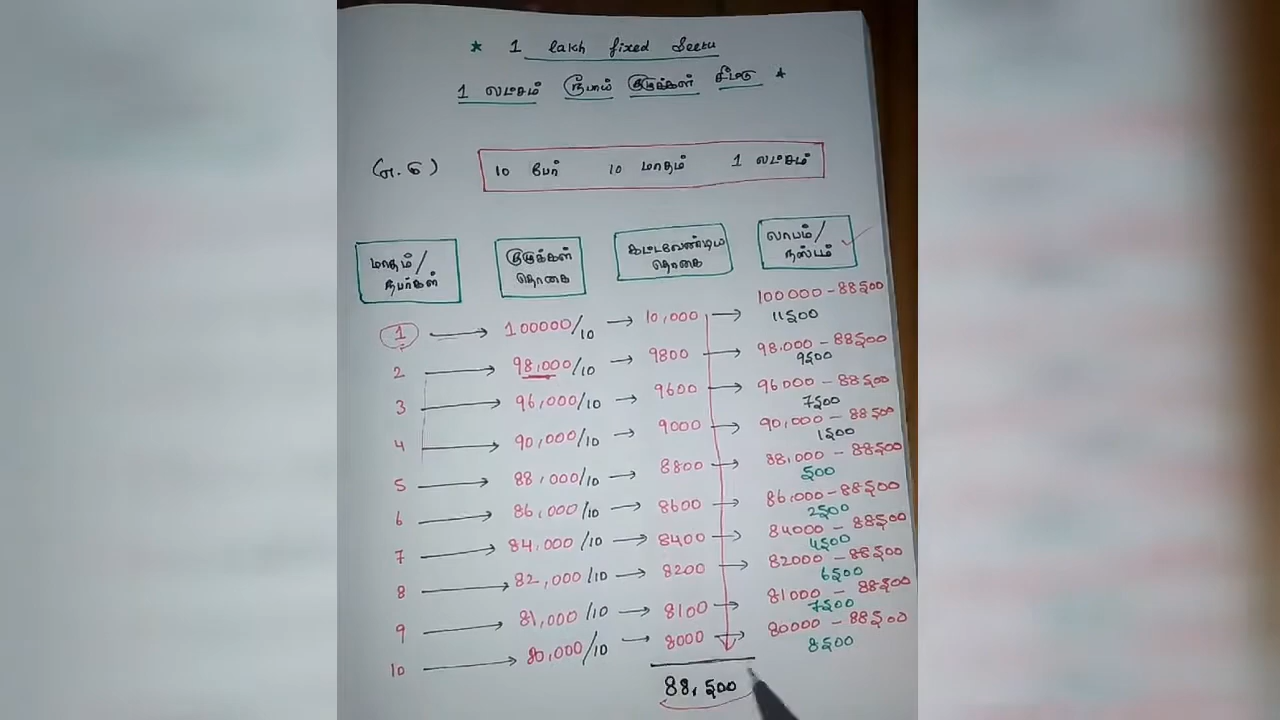 * 1 lakh fixed Seetu
1 லட்சம் ரூபாய் குலுக்கள் சீட்டு *
(எ.கா) 10 பேர் 10 மாதம் 1 லட்சம்
மாதம்/ நபர்கள்
குலுக்கள் தொகை
கட்டவேண்டிய தொகை
லாபம்/ நஸ்டம்
1 → 100000/10 → 10,000 → 100000 - 88500
11500
2 → 98,000/10 → 9800 → 98,000 - 88500
9500
3 → 96,000/10 → 9600 → 96000 - 88500
7500
4 → 90,000/10 → 9000 → 90,000 - 88500
1500
5 → 88,000/10 → 8800 → 88,000 - 88500
500
6 → 86,000/10 → 8600 → 86,000 - 88500
2500
7 → 84,000/10 → 8400 → 84000 - 88500
4500
8 → 82,000/10 → 8200 → 82000 - 88500
6500
9 → 81,000/10 → 8100 → 81000 - 88500
7500
10 → 80,000/10 → 8000 → 80000 - 88500
8500
88,500